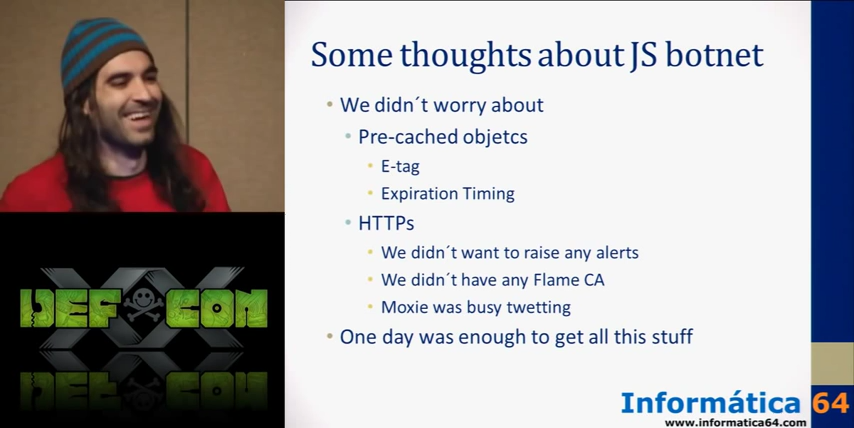 Some thoughts about JS botnet
• We didn´t worry about
• Pre-cached objetcs
• E-tag
• Expiration Timing
• HTTPs
• We didn´t want to raise any alerts
• We didn´t have any Flame CA
• Moxie was busy twetting
• One day was enough to get all this stuff
DEF CON
XX
Informática 64
www.informatica64.com